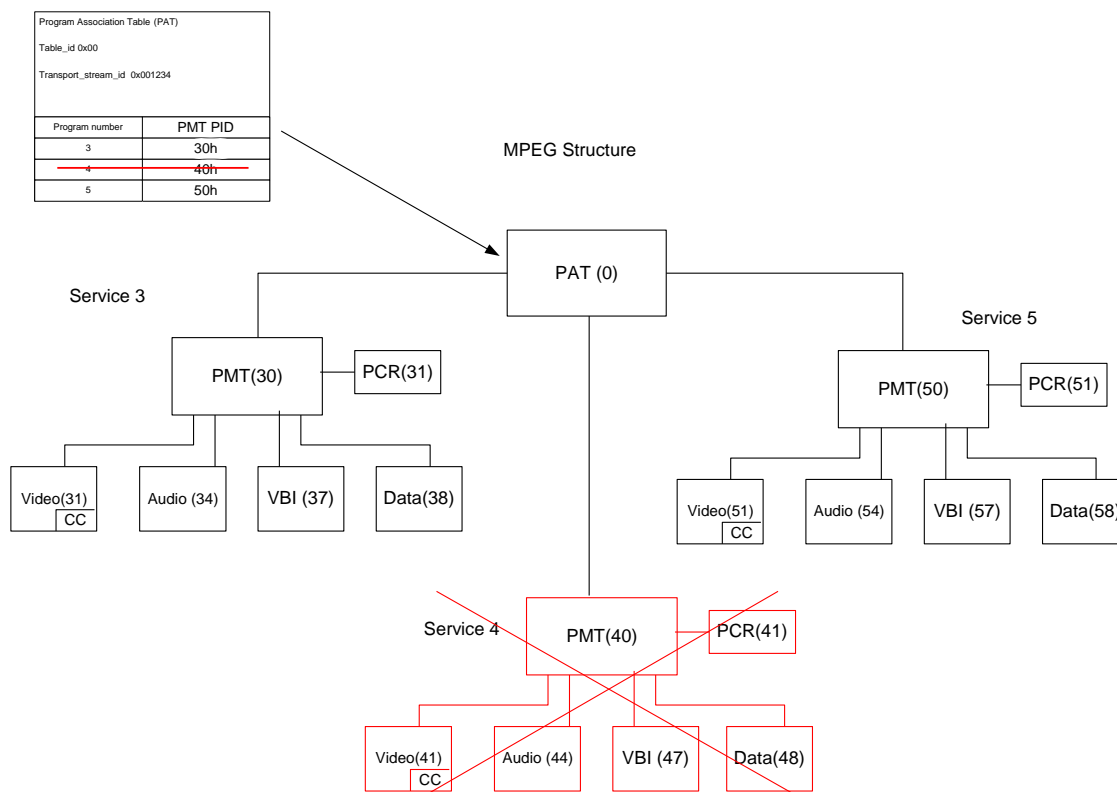 Program Association Table (PAT)
Table_id 0x00
Transport_stream_id 0x001234
Program number PMT PID
3 30h
4 40h
5 50h
MPEG Structure
PAT (0)
Service 3
Service 5
PMT(30)
PCR(31)
PMT(50)
PCR(51)
Video(31)
CC
Audio (34)
VBI (37)
Data(38)
Video(51)
CC
Audio (54)
VBI (57)
Data(58)
Service 4
PMT(40)
PCR(41)
Video(41)
CC
Audio (44)
VBI (47)
Data(48)